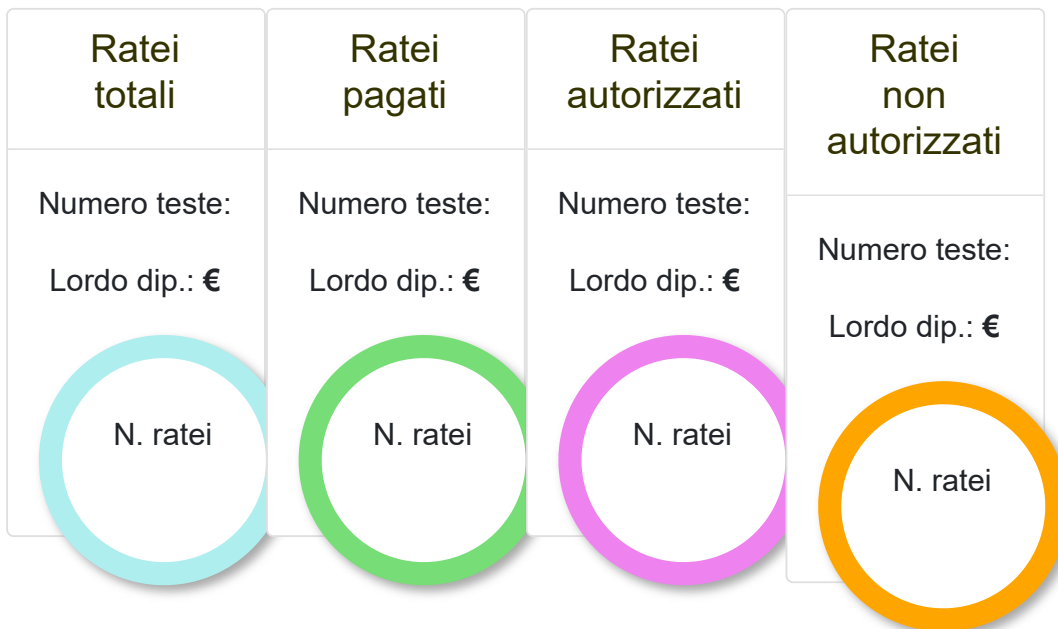 Ratei
totali
Numero teste:
Lordo dip.: €
N. ratei
Ratei
pagati
Numero teste:
Lordo dip.: €
N. ratei
Ratei
autorizzati
Numero teste:
Lordo dip.: €
N. ratei
Ratei
non
autorizzati
Numero teste:
Lordo dip.: €
N. ratei